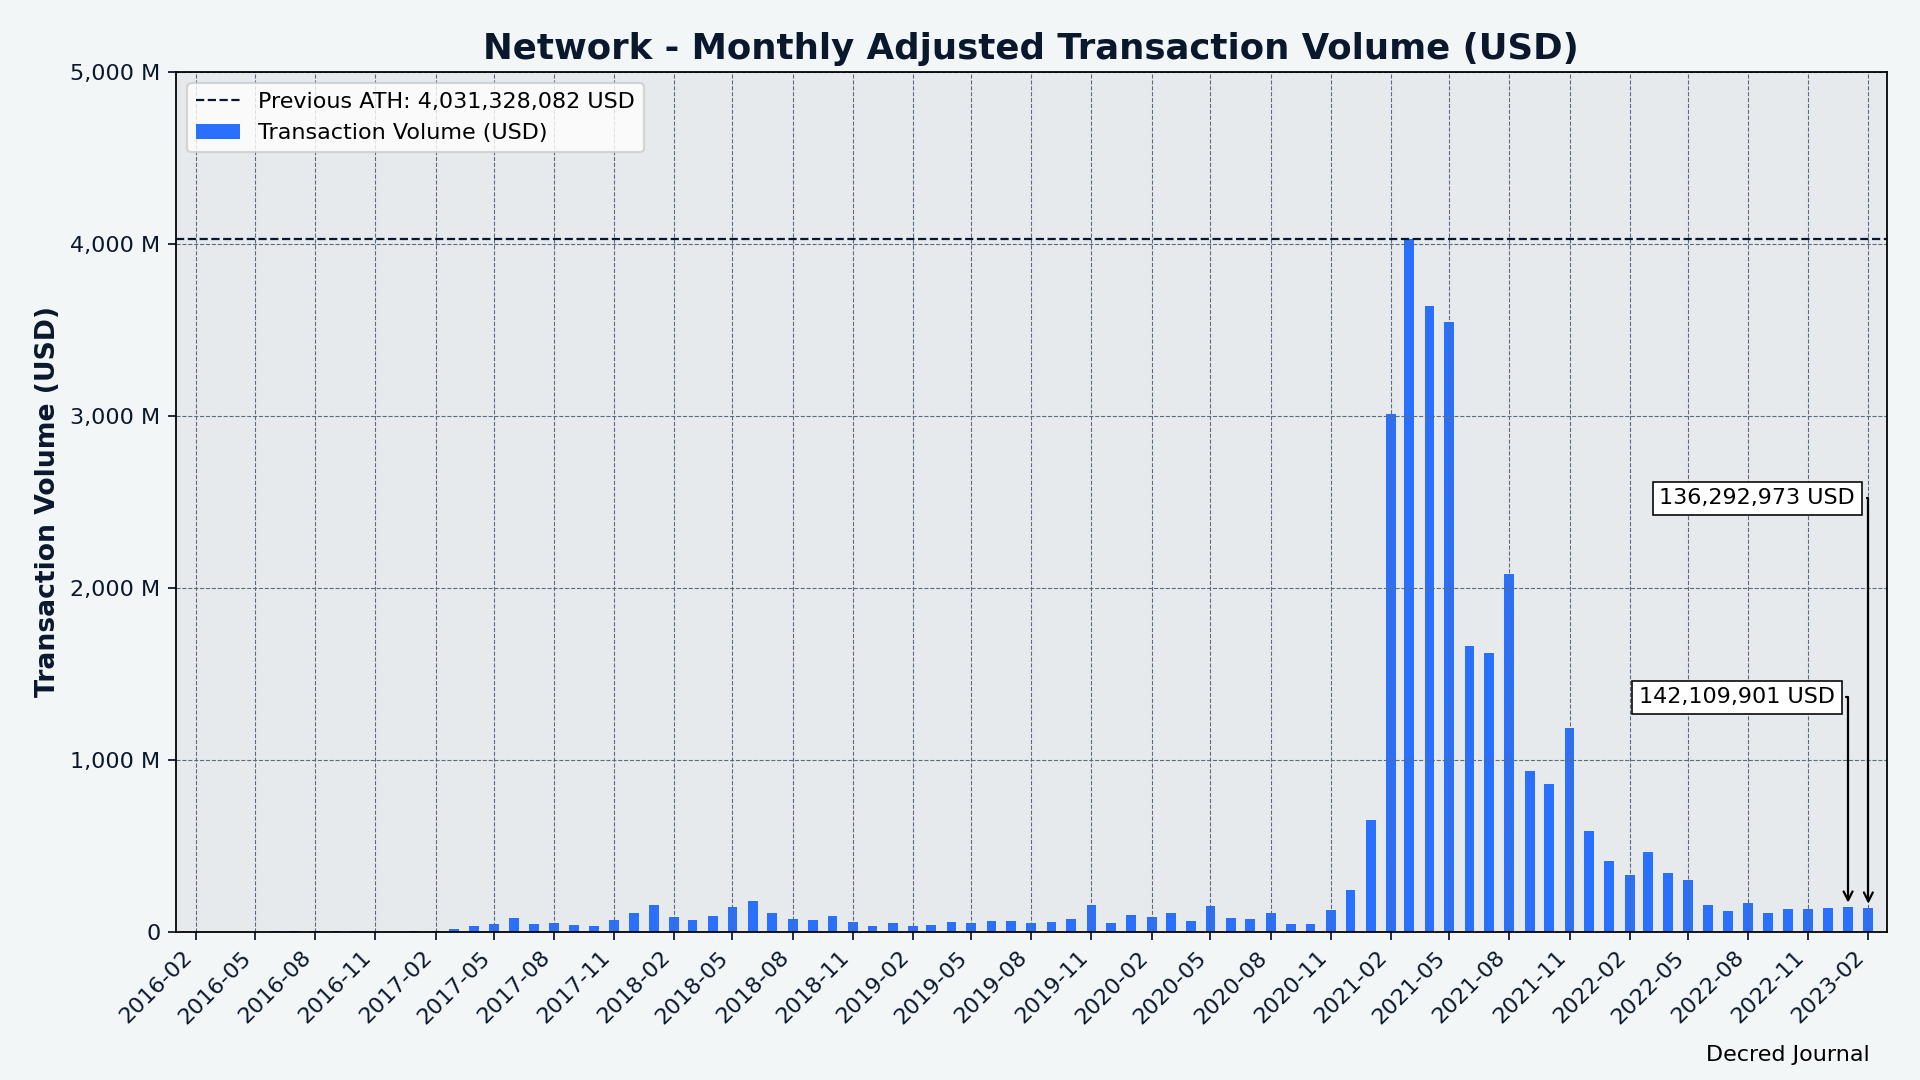 Network - Monthly Adjusted Transaction Volume (USD)
Previous ATH: 4,031,328,082 USD
Transaction Volume (USD)
Transaction Volume (USD)
5,000 M
4,000 M
3,000 M
2,000 M
1,000 M
0
136,292,973 USD
142,109,901 USD
2016-02
2016-05
2016-08
2016-11
2017-02
2017-05
2017-08
2017-11
2018-02
2018-05
2018-08
2018-11
2019-02
2019-05
2019-08
2019-11
2020-02
2020-05
2020-08
2020-11
2021-02
2021-05
2021-08
2021-11
2022-02
2022-05
2022-08
2022-11
2023-02
Decred Journal